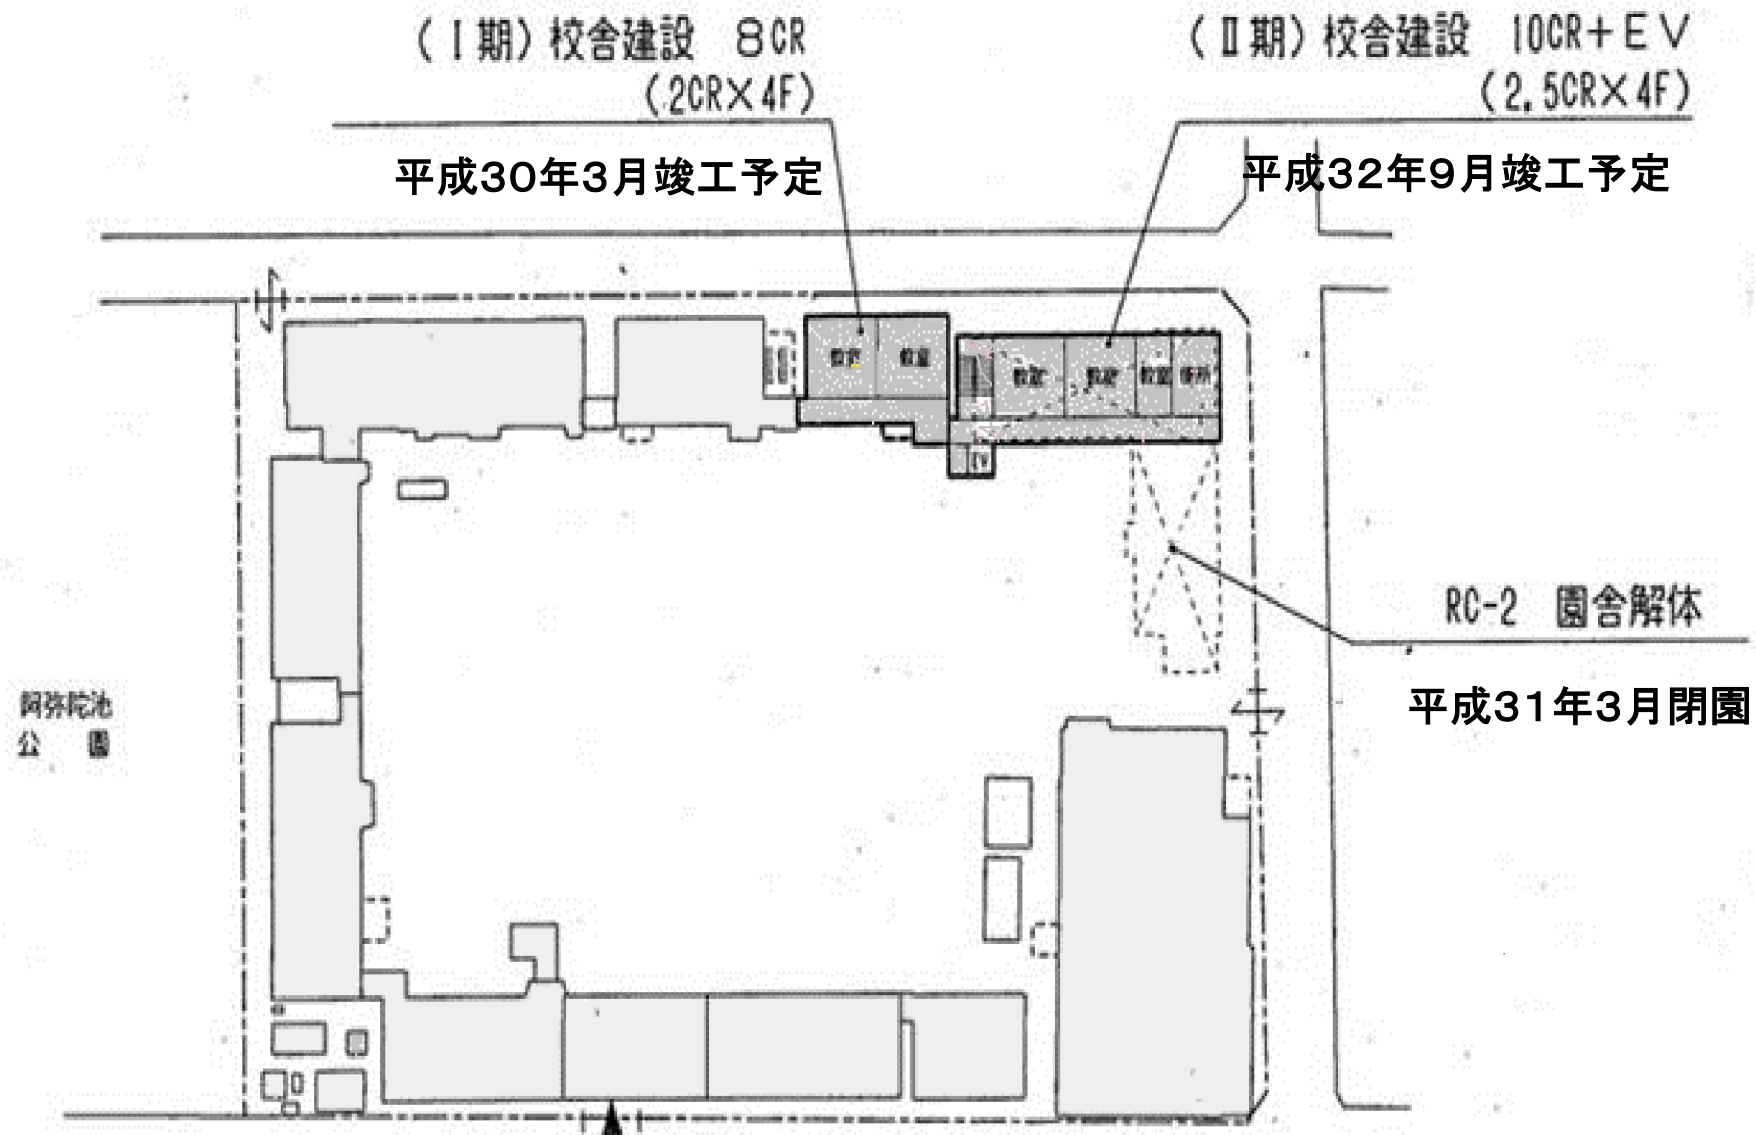 (Ⅰ期)校舎建設 8CR
(2CR×4F)
平成30年3月竣工予定
(Ⅱ期)校舎建設 10CR+EV
(2.5CR×4F)
平成32年9月竣工予定
教室 教室
教室 教室 教室 便所
EV
RC-2 園舎解体
平成31年3月閉園
阿弥陀池
公園